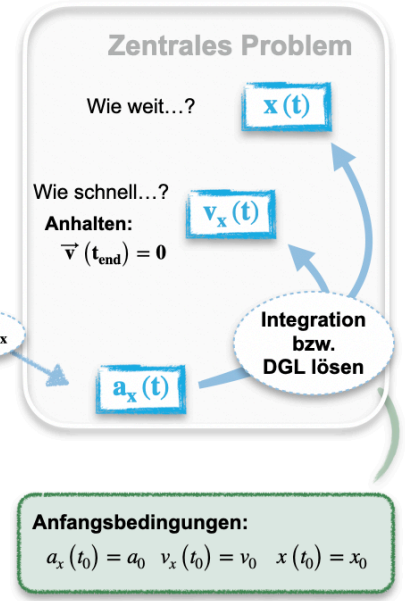 Zentrales Problem
Wie weit…?
x (t)
Wie schnell…?
Anhalten:
v⃗ (t_end) = 0
v_x (t)
Integration
bzw.
DGL lösen
x
a_x (t)
Anfangsbedingungen:
a_x (t_0) = a_0 v_x (t_0) = v_0 x (t_0) = x_0